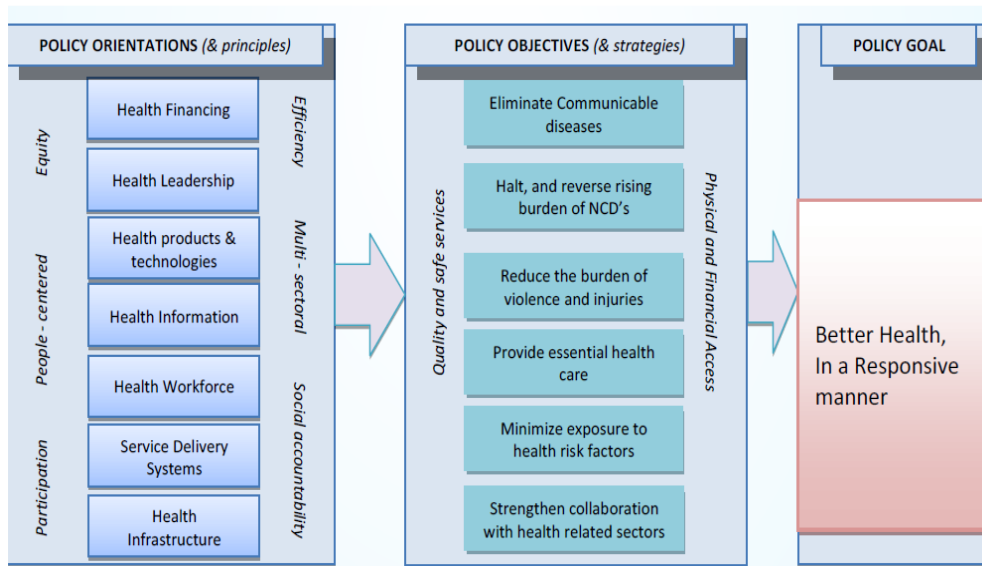 POLICY ORIENTATIONS (& principles)
Equity
People - centered
Participation
Health Financing
Health Leadership
Health products &
technologies
Health Information
Health Workforce
Service Delivery
Systems
Health
Infrastructure
Efficiency
Multi - sectoral
Social accountability
POLICY OBJECTIVES (& strategies)
Quality and safe services
Eliminate Communicable
diseases
Halt, and reverse rising
burden of NCD's
Reduce the burden of
violence and injuries
Provide essential health
care
Minimize exposure to
health risk factors
Strengthen collaboration
with health related sectors
Physical and Financial Access
POLICY GOAL
Better Health,
In a Responsive
manner